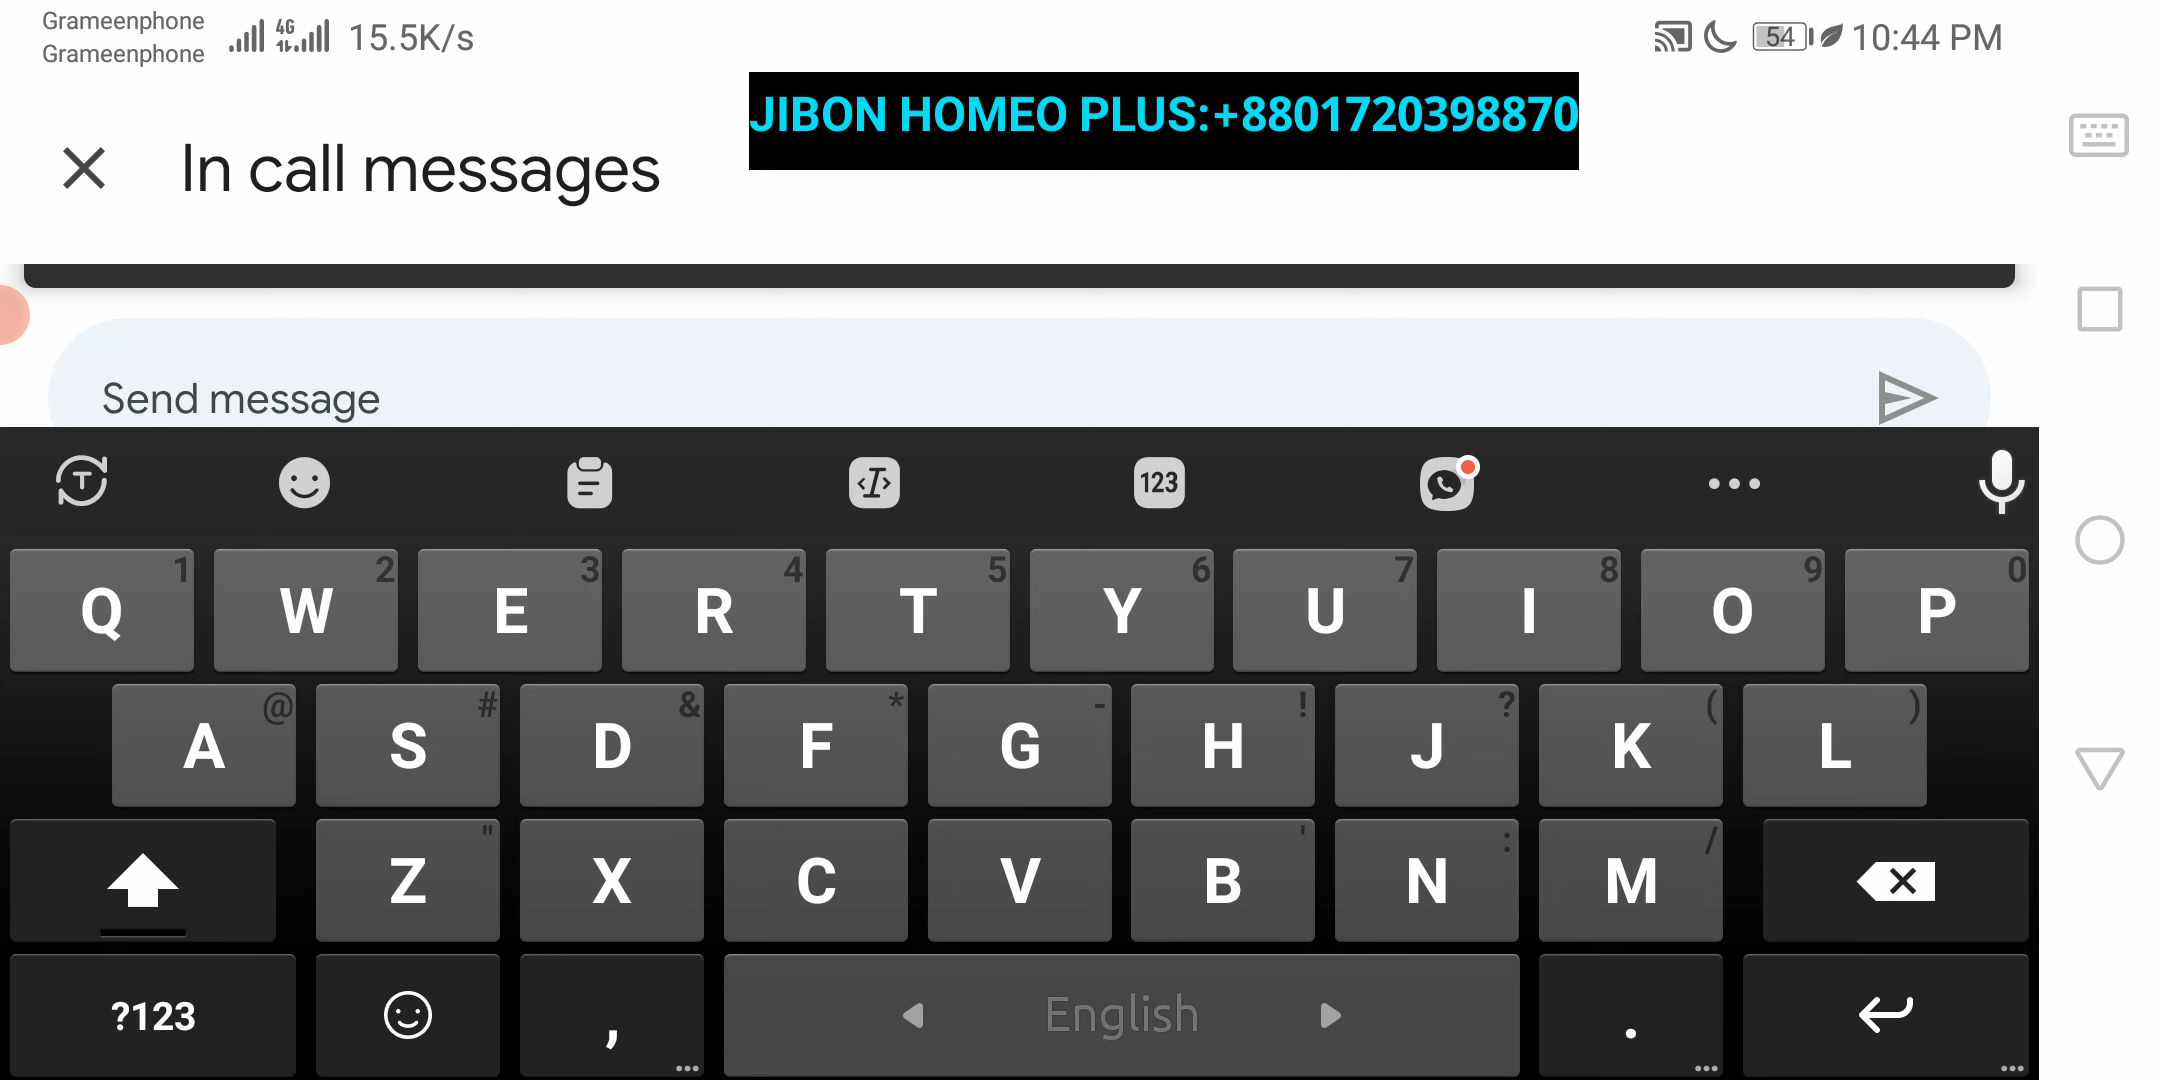 Grameenphone
Grameenphone
4G
15.5K/s
54
10:44 PM
JIBON HOMEO PLUS:+8801720398870
In call messages
Send message
T
I
123
1 2 3 4 5 6 7 8 9 0
Q W E R T Y U I O P
@ # & * - ! ? ( )
A S D F G H J K L
" ' : /
Z X C V B N M
?123 , English .